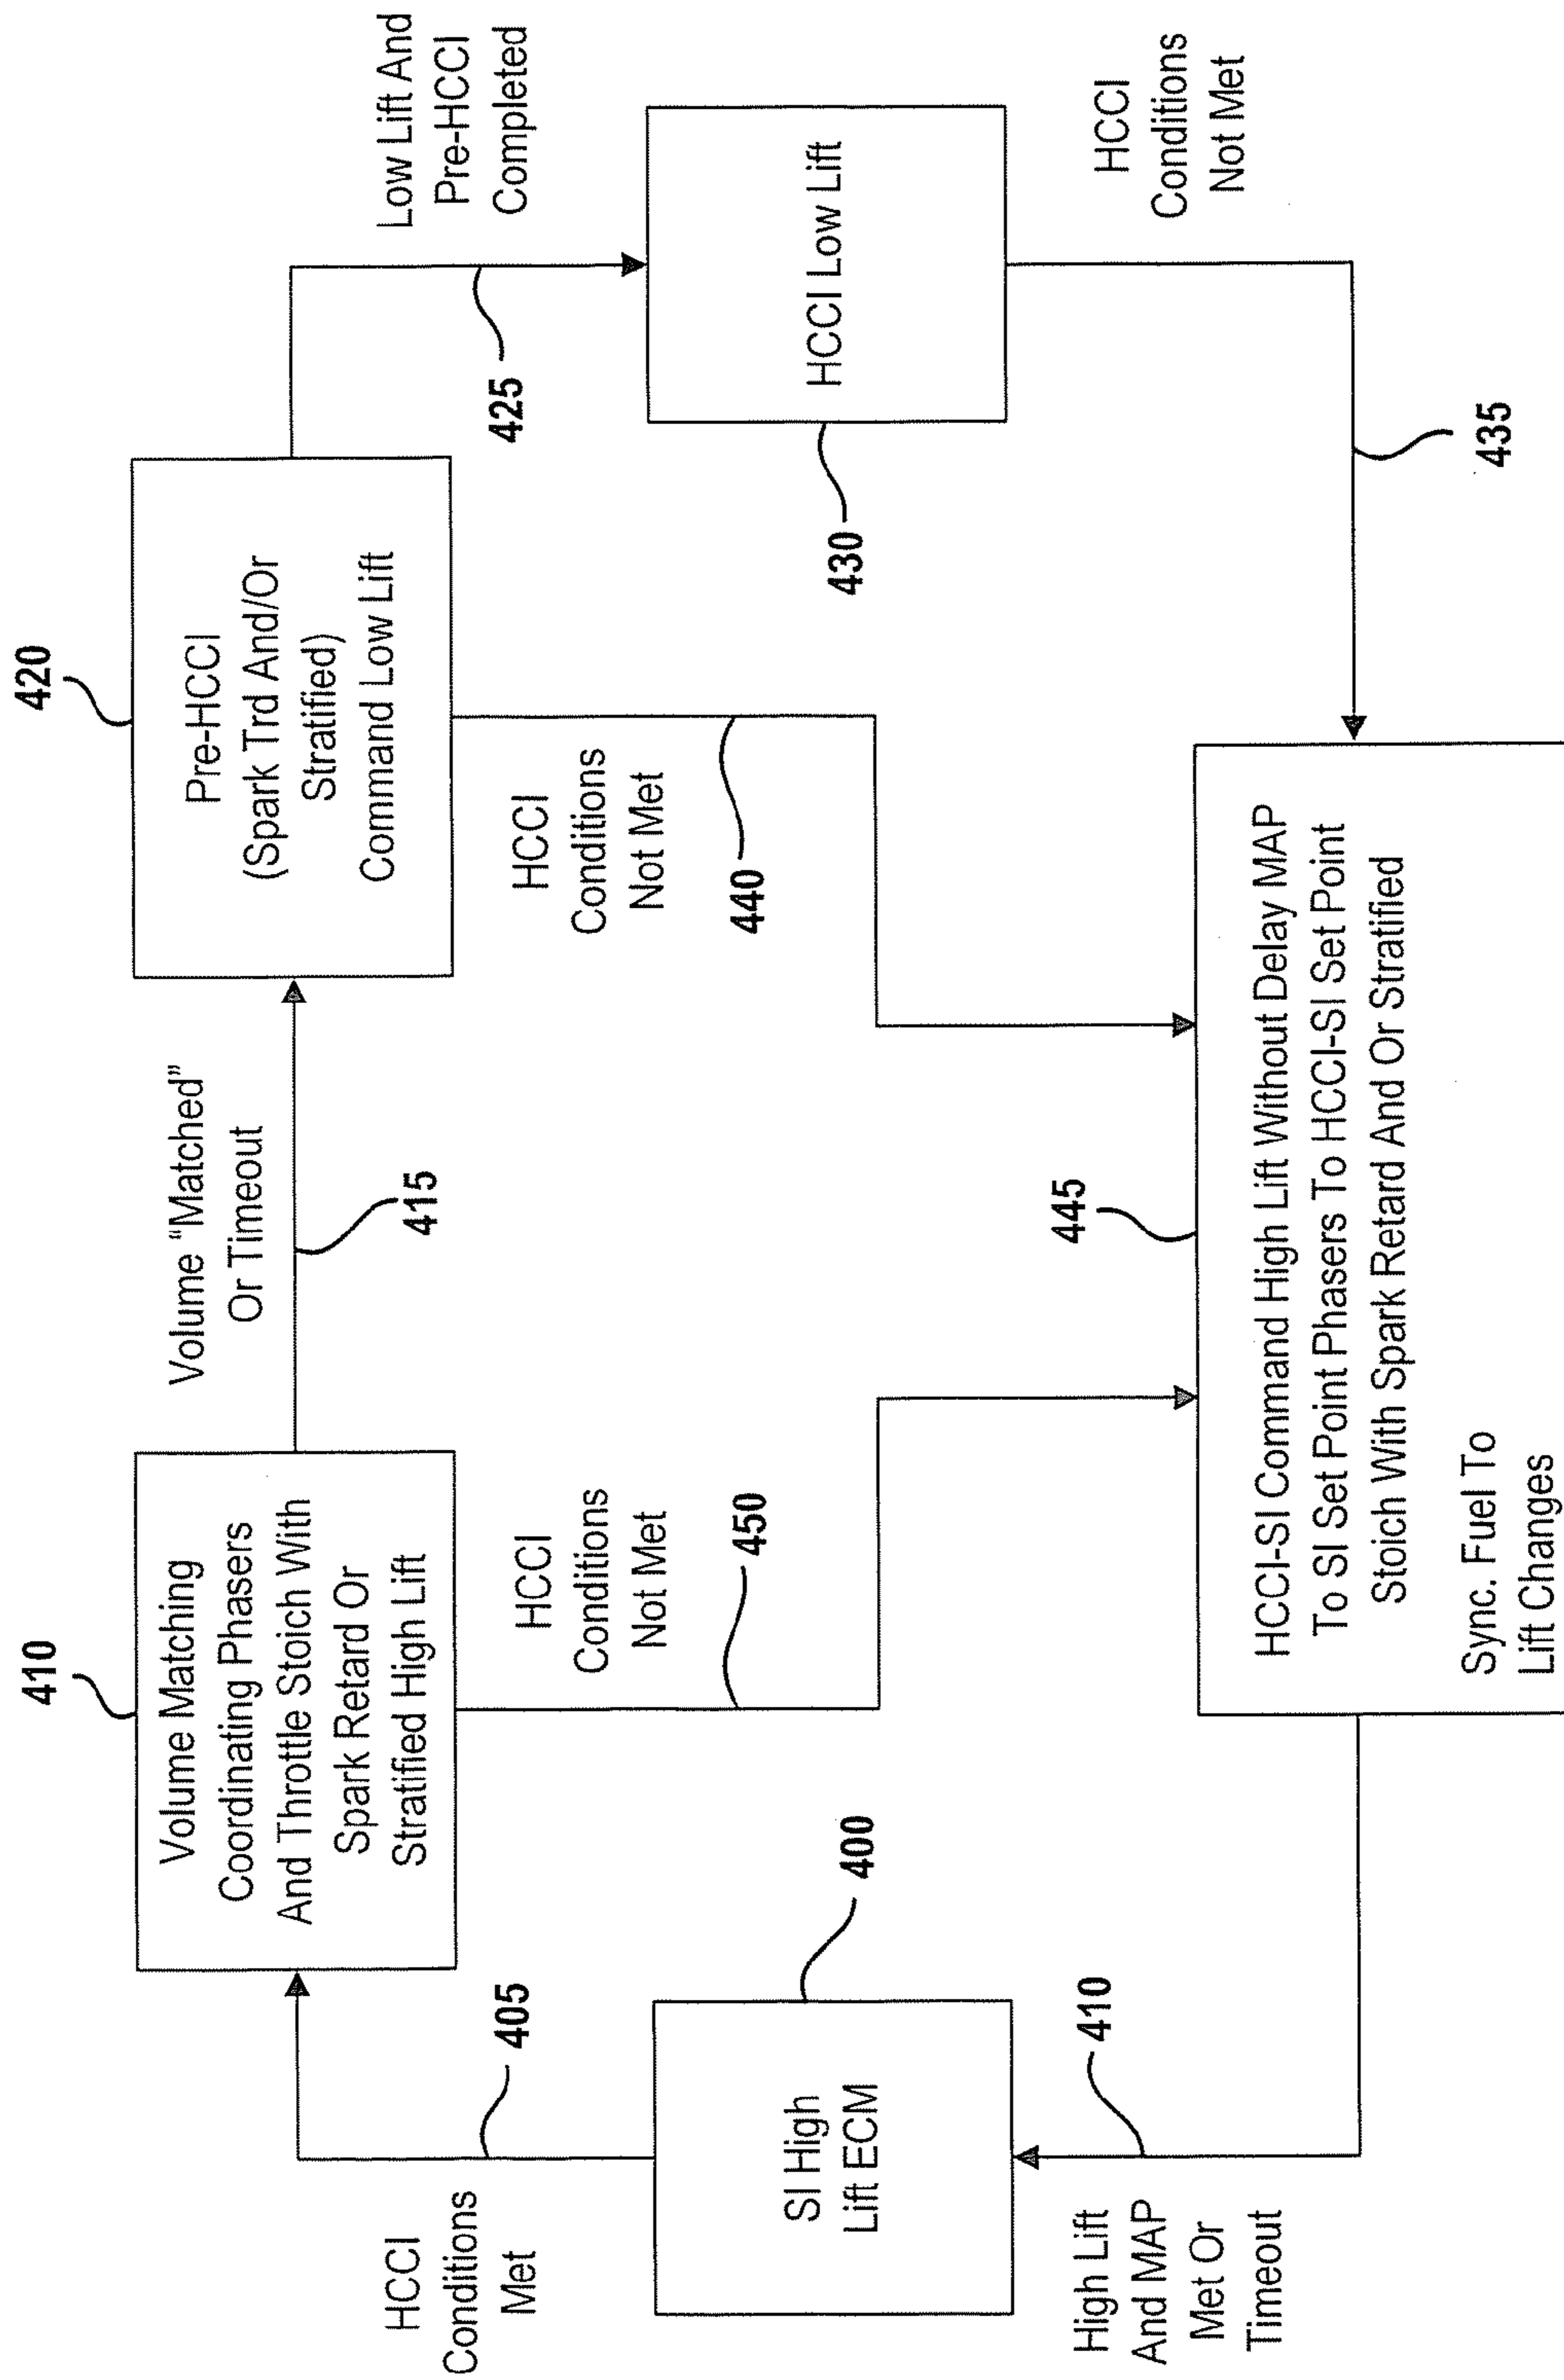 410
Volume Matching
Coordinating Phasers
And Throttle Stoich With
Spark Retard Or
Stratified High Lift
Volume “Matched”
Or Timeout
415
420
Pre-HCCI
(Spark Trd And/Or
Stratified)
Command Low Lift
Low Lift And
Pre-HCCI
Completed
425
HCCI
Conditions
Met
405
HCCI
Conditions
Not Met
450
HCCI
Conditions
Not Met
440
SI High
Lift ECM
400
430
HCCI Low Lift
High Lift
And MAP
Met Or
Timeout
410
445
HCCI-SI Command High Lift Without Delay MAP
To SI Set Point Phasers To HCCI-SI Set Point
Stoich With Spark Retard And Or Stratified
Sync. Fuel To
Lift Changes
HCCI
Conditions
Not Met
435